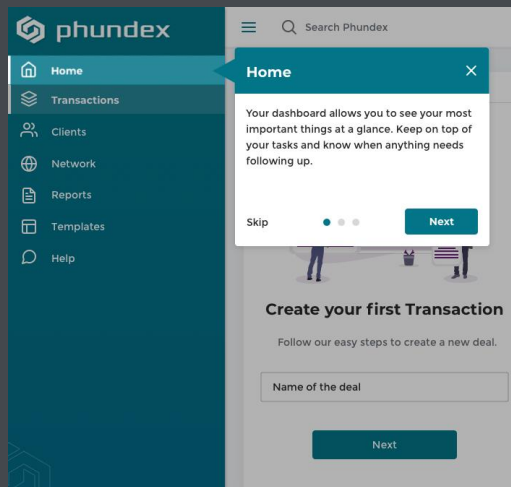 phundex
Search Phundex
Home
Transactions
Clients
Network
Reports
Templates
Help
Home
Your dashboard allows you to see your most
important things at a glance. Keep on top of
your tasks and know when anything needs
following up.
Skip
Next
Create your first Transaction
Follow our easy steps to create a new deal.
Name of the deal
Next